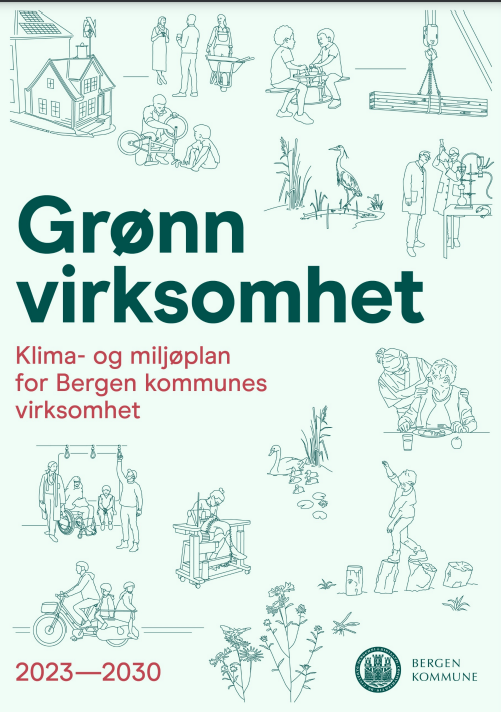 Grønn
virksomhet
Klima- og miljøplan
for Bergen kommunes
virksomhet
2023—2030
BERGEN
KOMMUNE